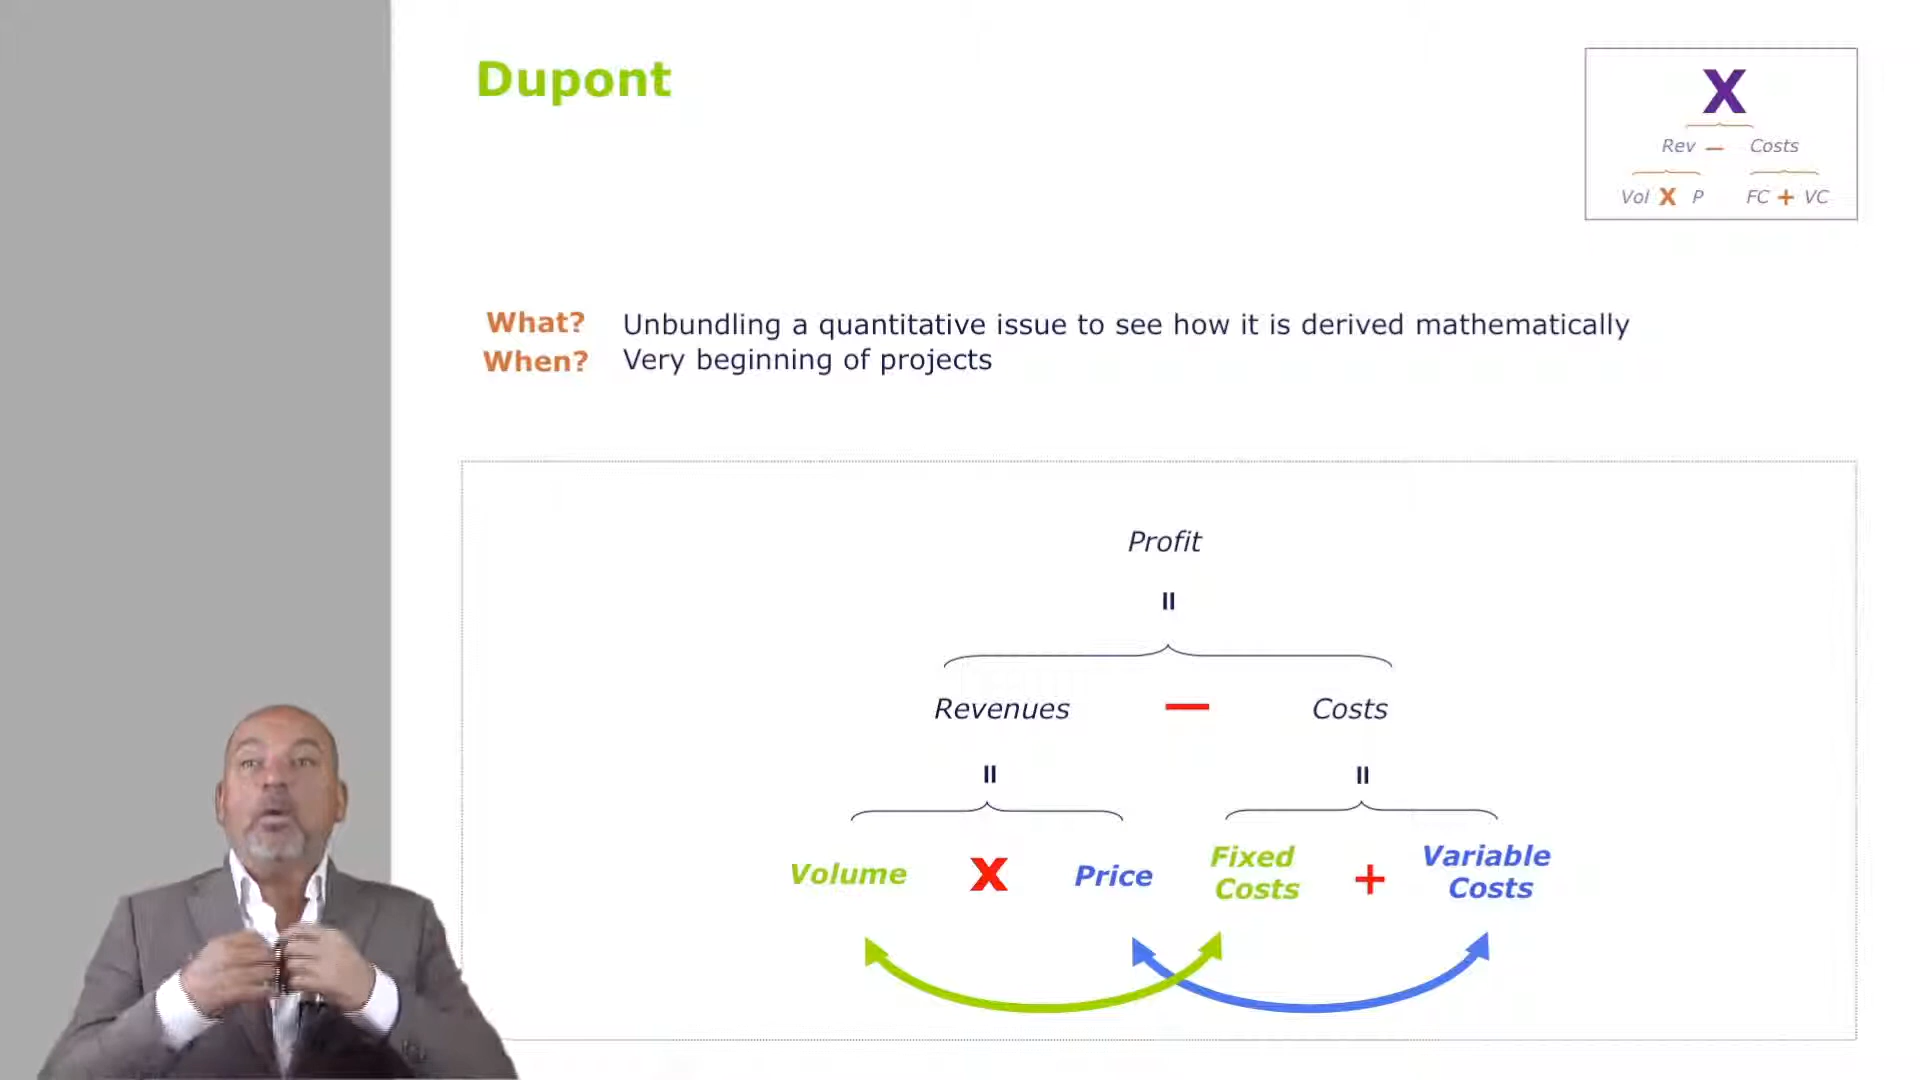 Dupont
X
Rev — Costs
Vol X P FC + VC
What? Unbundling a quantitative issue to see how it is derived mathematically
When? Very beginning of projects
Profit
=
Revenues — Costs
= =
Volume X Price Fixed Costs + Variable Costs